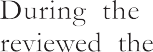 During the
reviewed the